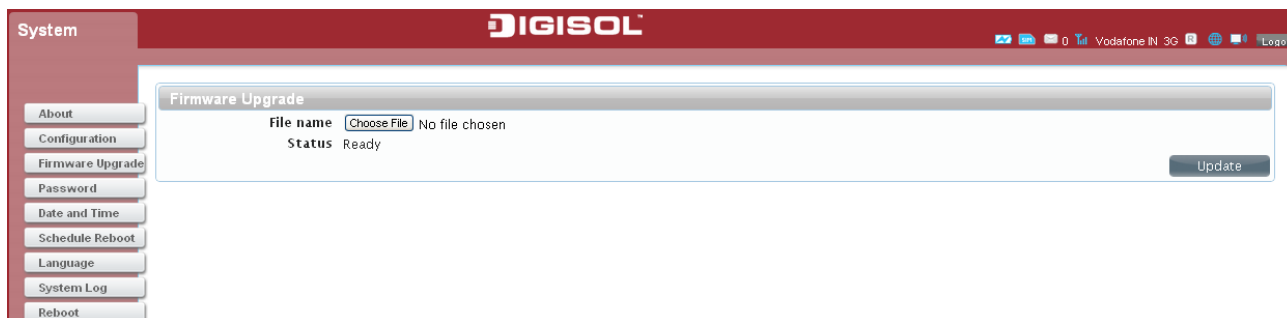 System
DIGISOL
0 Vodafone IN 3G R Logo
Firmware Upgrade
File name Choose File No file chosen
Status Ready
Update
About
Configuration
Firmware Upgrade
Password
Date and Time
Schedule Reboot
Language
System Log
Reboot